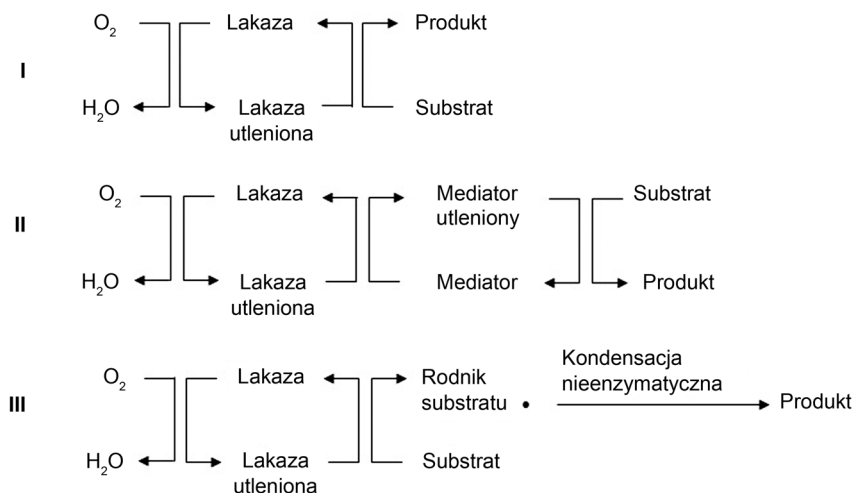 O₂ Lakaza Produkt
I
H₂O Lakaza utleniona Substrat
O₂ Lakaza Mediator utleniony Substrat
II
H₂O Lakaza utleniona Mediator Produkt
O₂ Lakaza Rodnik substratu • Kondensacja nieenzymatyczna Produkt
III
H₂O Lakaza utleniona Substrat